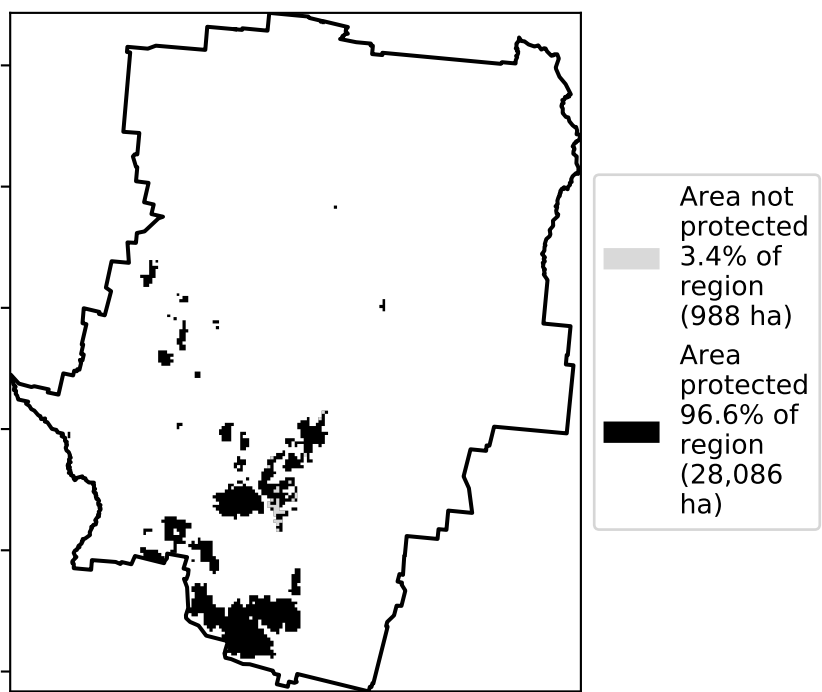 Area not
protected
3.4% of
region
(988 ha)
Area
protected
96.6% of
region
(28,086
ha)